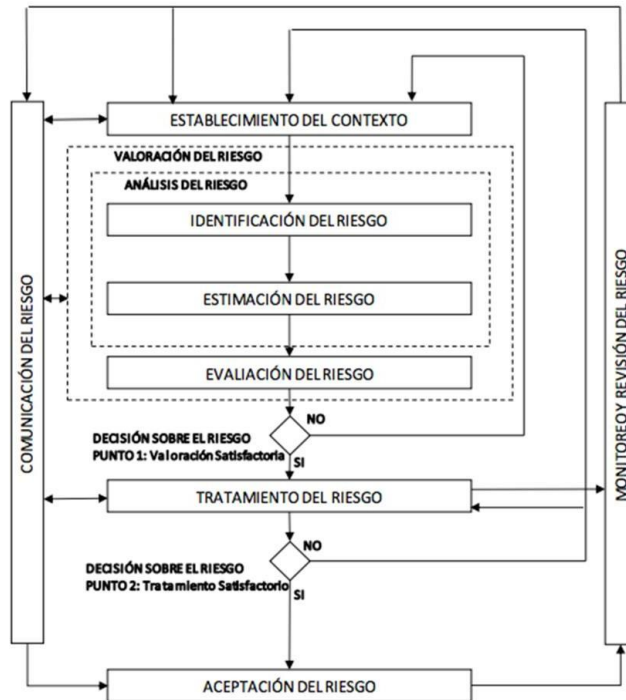 ESTABLECIMIENTO DEL CONTEXTO
VALORACIÓN DEL RIESGO
ANÁLISIS DEL RIESGO
IDENTIFICACIÓN DEL RIESGO
ESTIMACIÓN DEL RIESGO
EVALIACIÓN DEL RIESGO
NO
DECISIÓN SOBRE EL RIESGO
PUNTO 1: Valoración Satisfactoria
SI
TRATAMIENTO DEL RIESGO
NO
DECISIÓN SOBRE EL RIESGO
PUNTO 2: Tratamiento Satisfactorio
SI
ACEPTACIÓN DEL RIESGO
COMUNICACIÓN DEL RIESGO
MONITOREO Y REVISIÓN DEL RIESGO